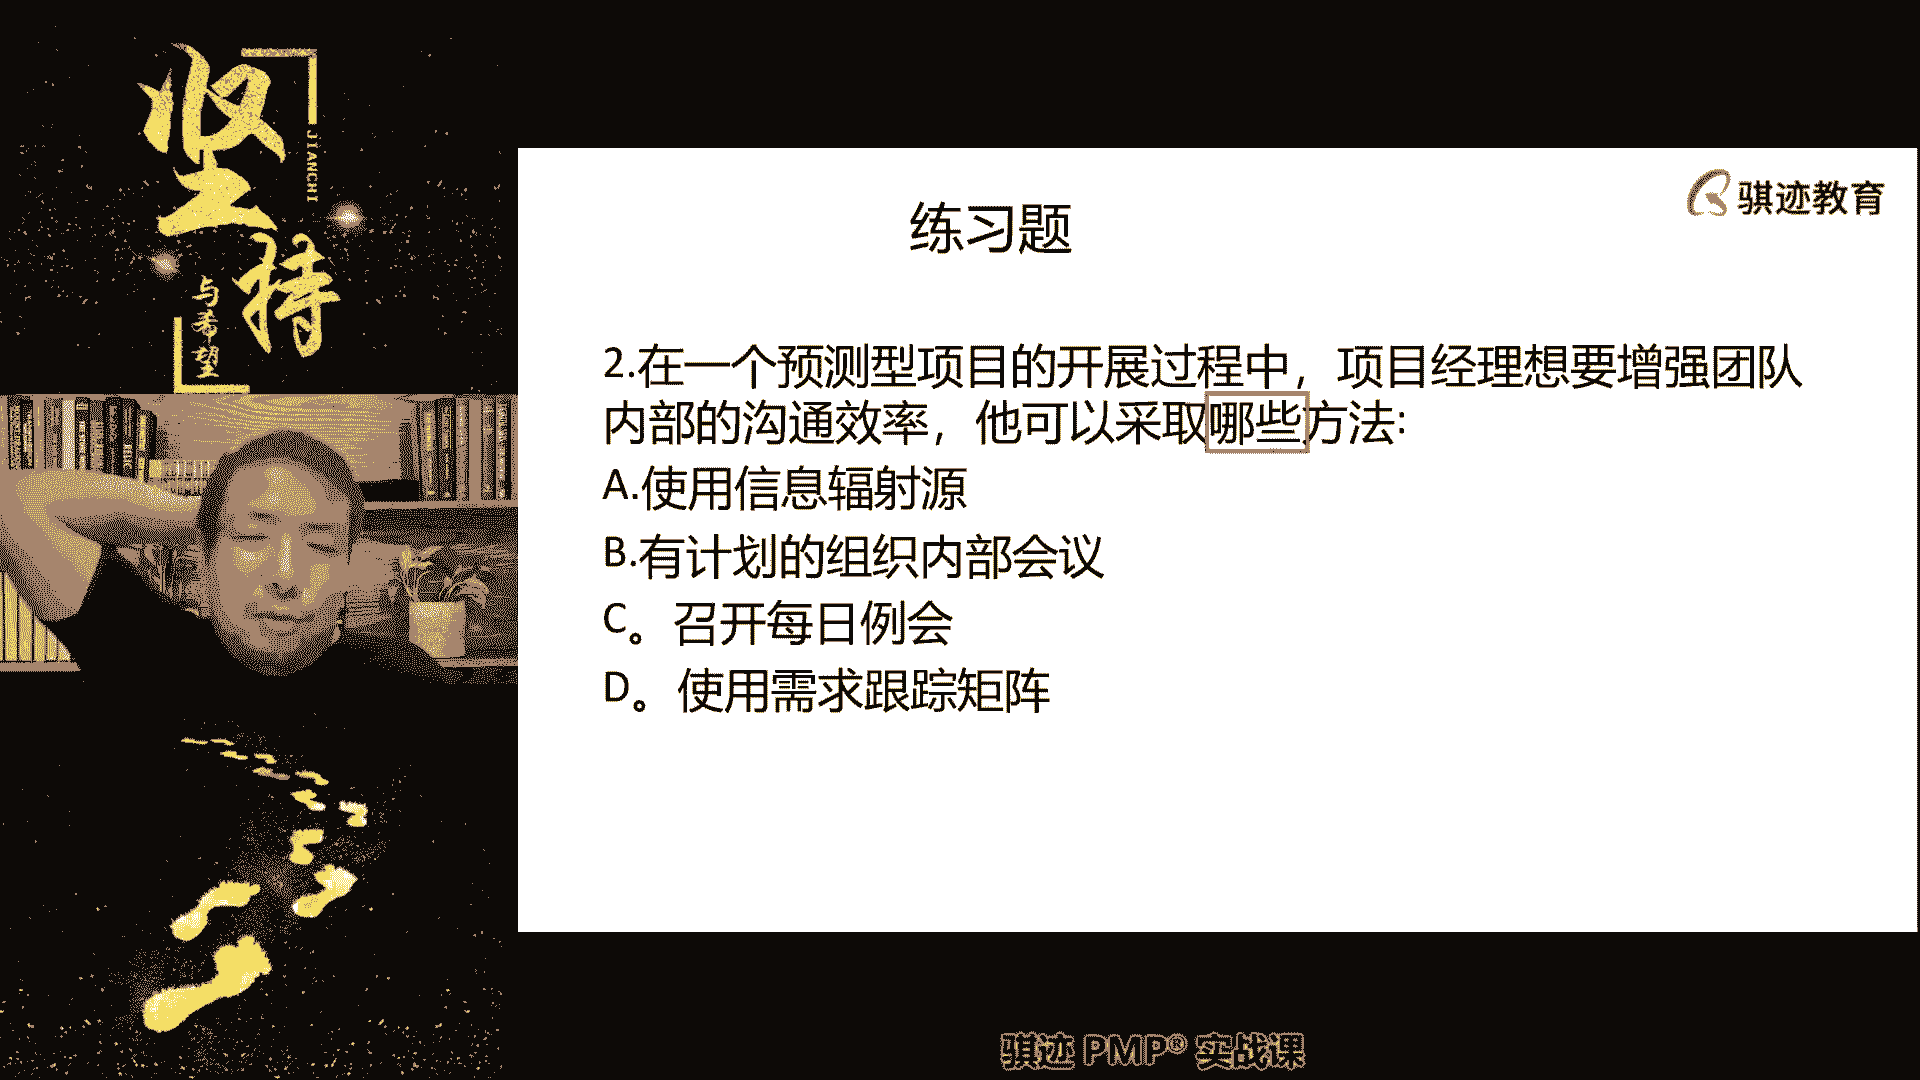 坚持
JIANCHI
与希望
骐迹教育
练习题
2.在一个预测型项目的开展过程中，项目经理想要增强团队
内部的沟通效率，他可以采取哪些方法:
A.使用信息辐射源
B.有计划的组织内部会议
C。召开每日例会
D。使用需求跟踪矩阵
骐迹 PMP® 实战课